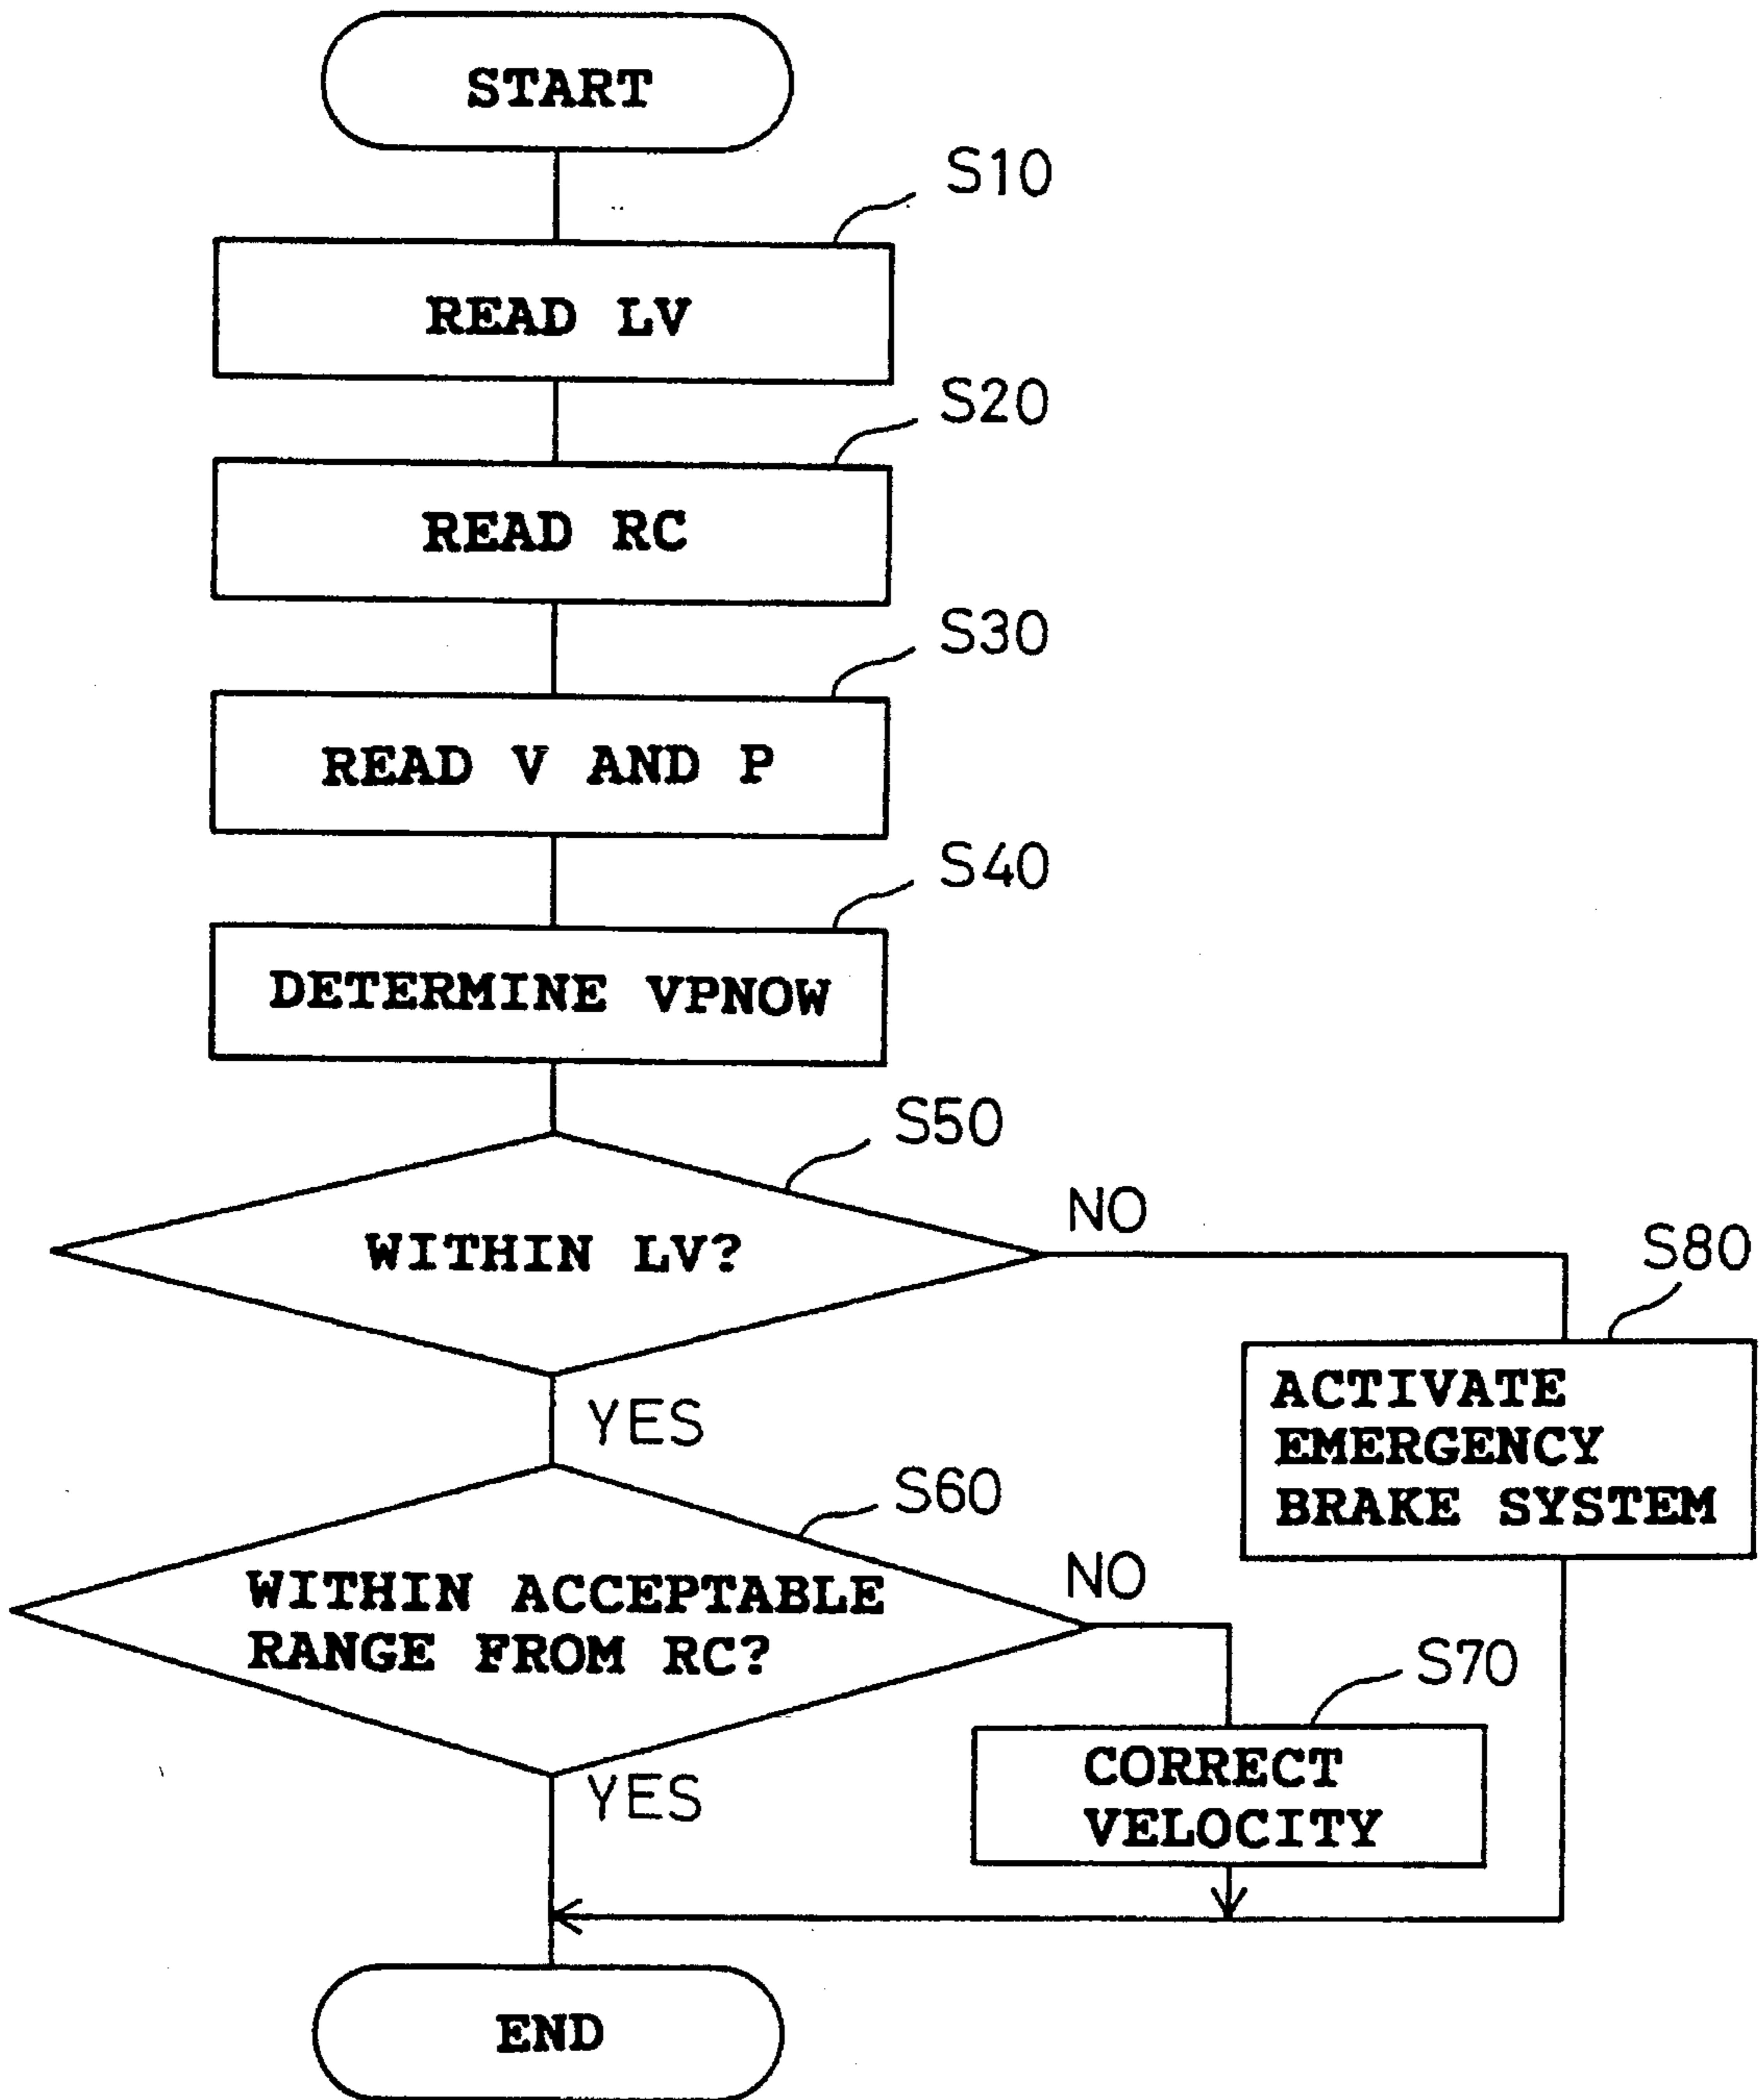 START
S10
READ LV
S20
READ RC
S30
READ V AND P
S40
DETERMINE VPNOW
S50
WITHIN LV?
NO
S80
ACTIVATE
EMERGENCY
BRAKE SYSTEM
YES
S60
WITHIN ACCEPTABLE
RANGE FROM RC?
NO
S70
CORRECT
VELOCITY
YES
END